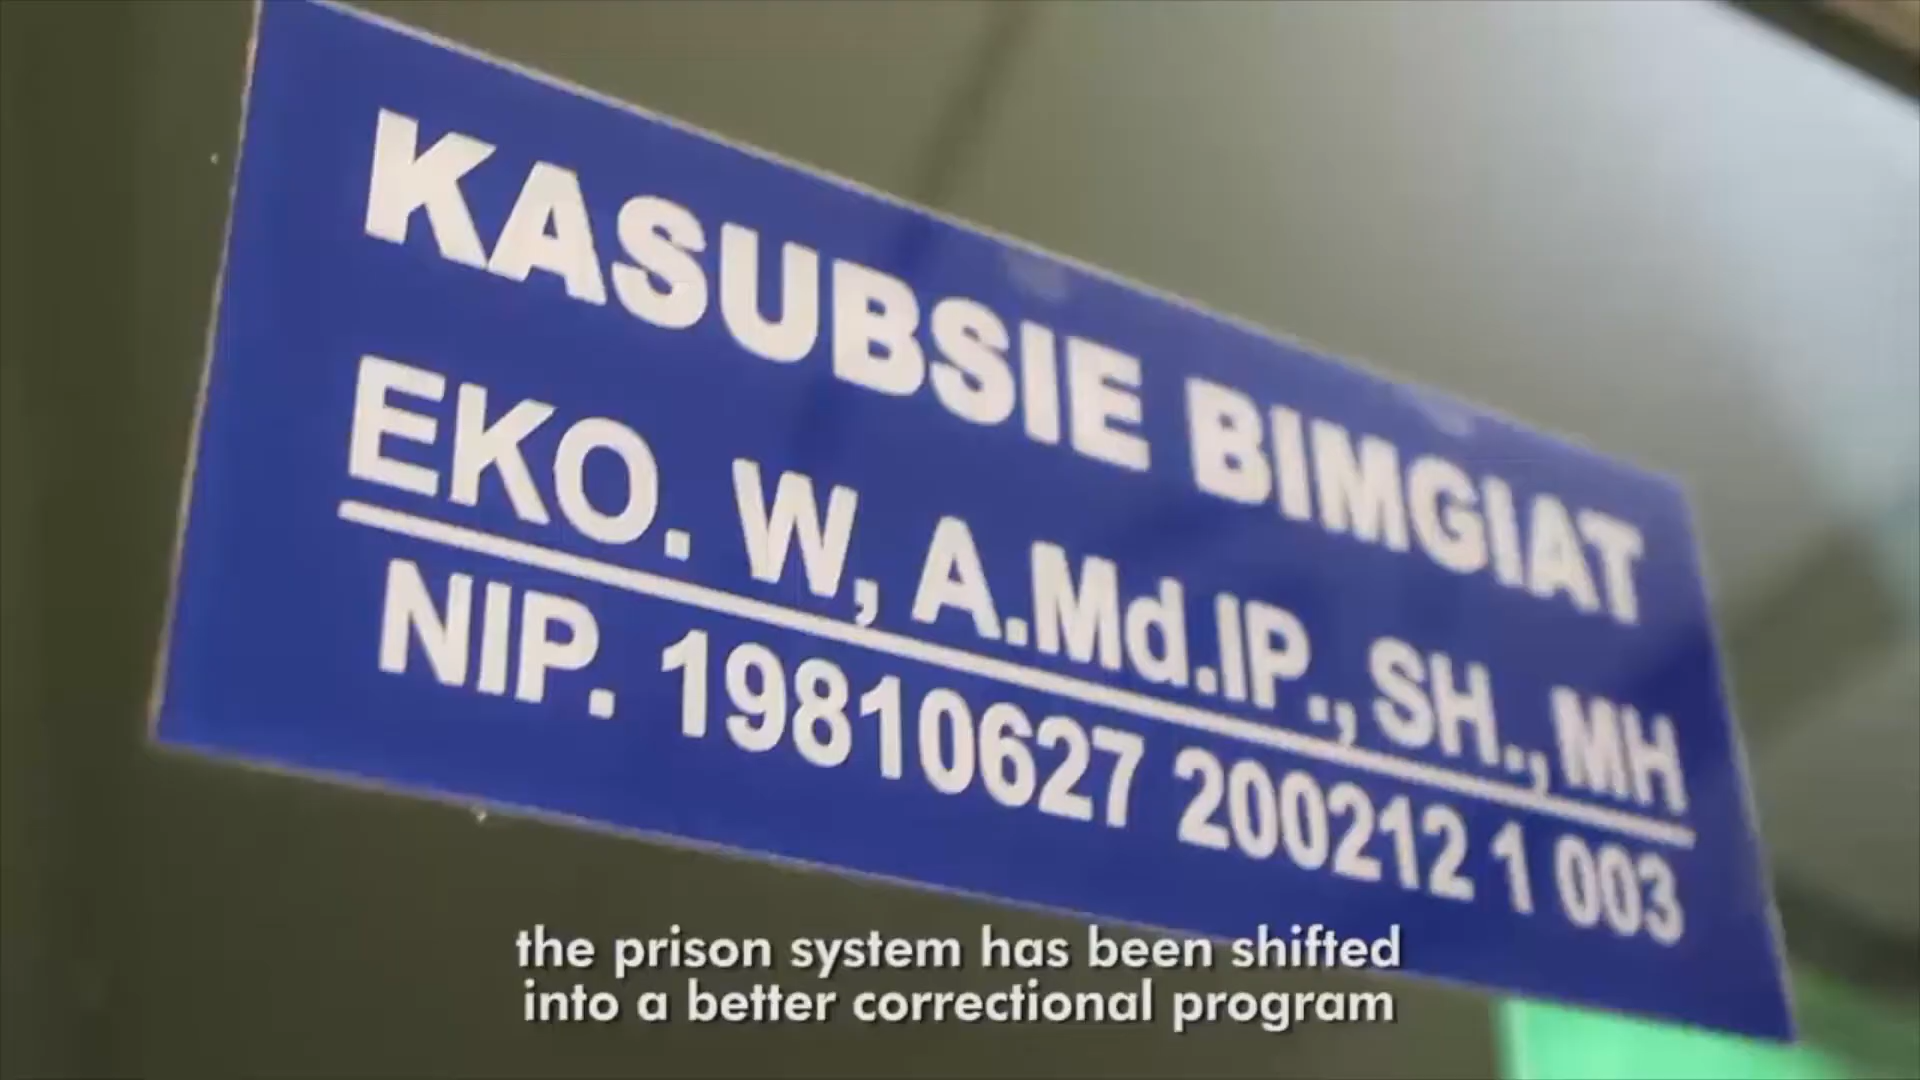 KASUBSIE BIMGIAT
EKO. W, A.Md.IP., SH., MH
NIP. 19810627 200212 1 003
the prison system has been shifted
into a better correctional program